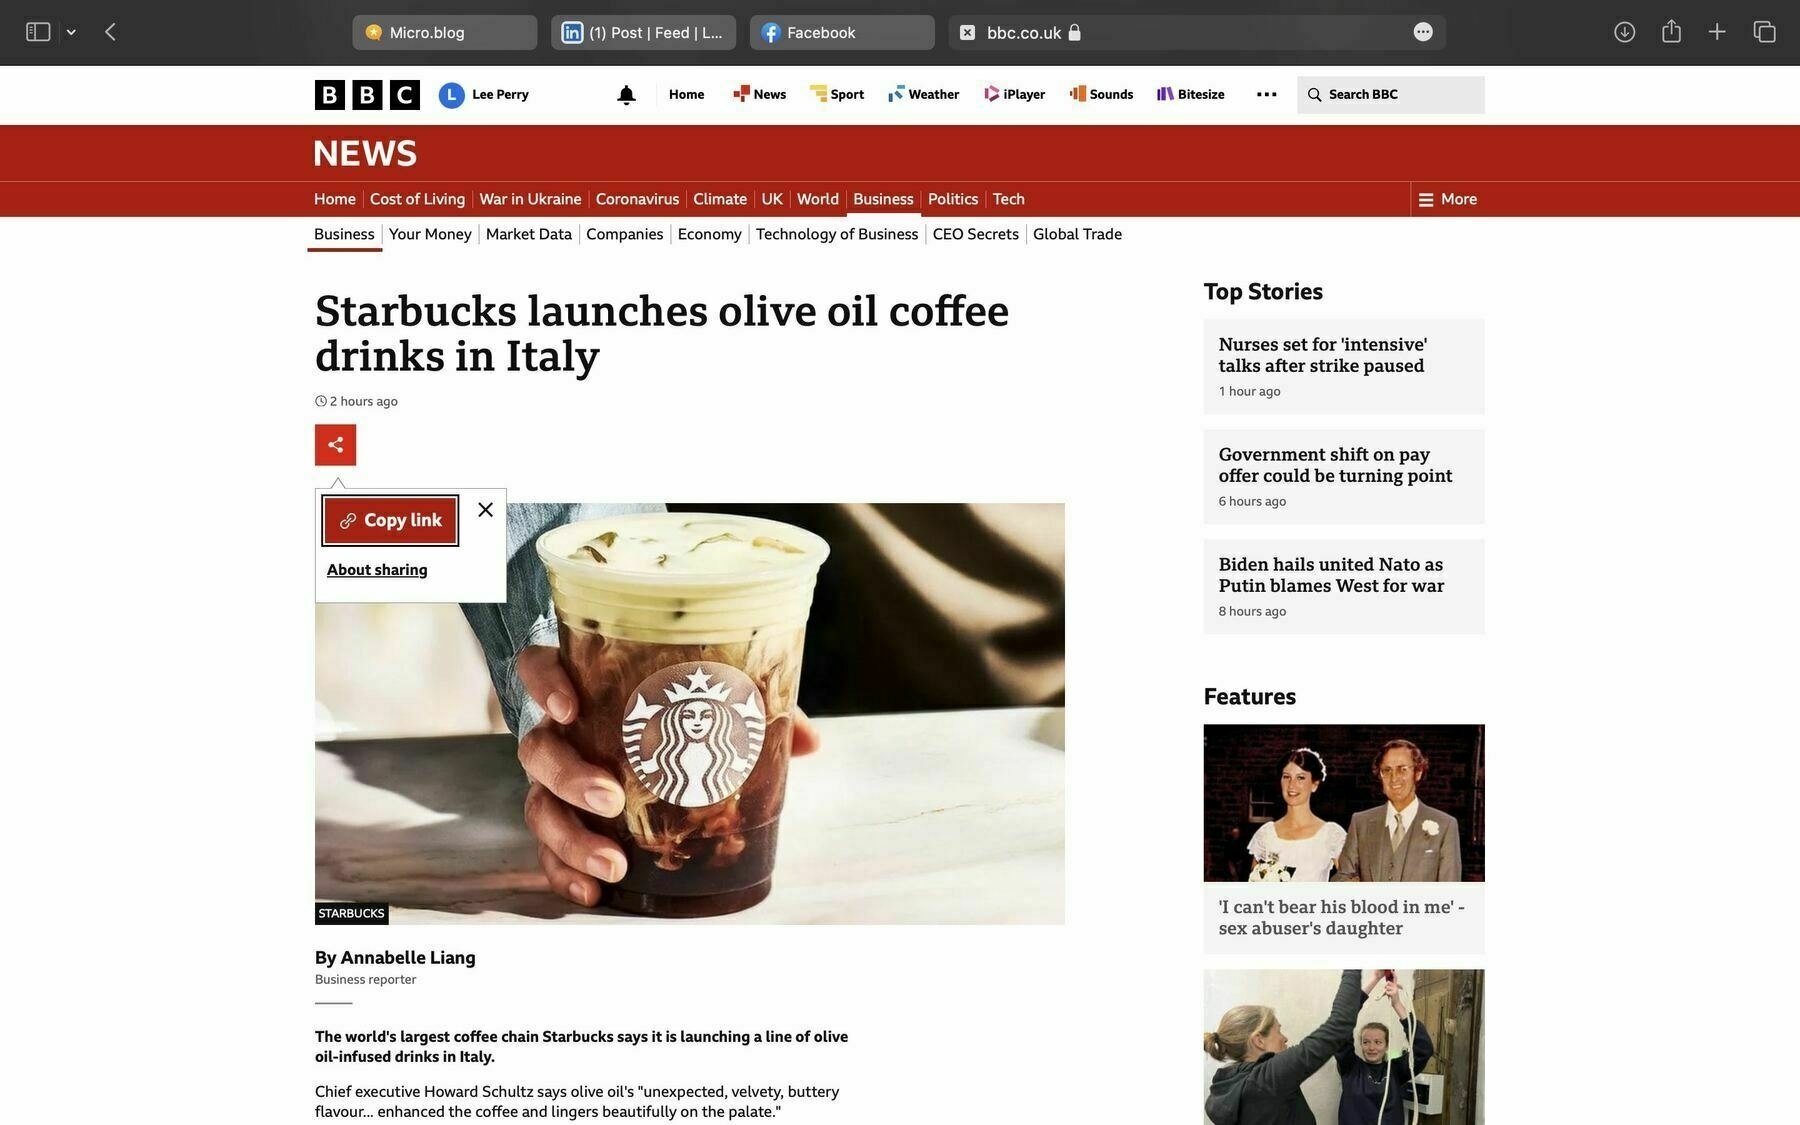 Micro.blog
(1) Post | Feed | L...
Facebook
bbc.co.uk
BBC
L
Lee Perry
Home
News
Sport
Weather
iPlayer
Sounds
Bitesize
Search BBC
NEWS
Home
Cost of Living
War in Ukraine
Coronavirus
Climate
UK
World
Business
Politics
Tech
More
Business
Your Money
Market Data
Companies
Economy
Technology of Business
CEO Secrets
Global Trade
Starbucks launches olive oil coffee
drinks in Italy
2 hours ago
Copy link
About sharing
STARBUCKS
By Annabelle Liang
Business reporter
The world's largest coffee chain Starbucks says it is launching a line of olive
oil-infused drinks in Italy.
Chief executive Howard Schultz says olive oil's "unexpected, velvety, buttery
flavour... enhanced the coffee and lingers beautifully on the palate."
Top Stories
Nurses set for 'intensive'
talks after strike paused
1 hour ago
Government shift on pay
offer could be turning point
6 hours ago
Biden hails united Nato as
Putin blames West for war
8 hours ago
Features
'I can't bear his blood in me' -
sex abuser's daughter